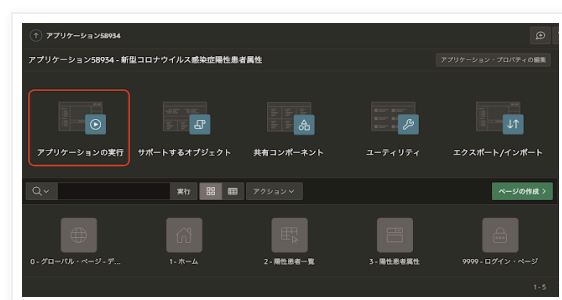 アプリケーション58934
アプリケーション58934 - 新型コロナウイルス感染症陽性患者属性
アプリケーション・プロパティの編集
アプリケーションの実行
サポートするオブジェクト
共有コンポーネント
ユーティリティ
エクスポート/インポート
実行
アクション
ページの作成 >
0 - グローバル・ページ - デ...
1 - ホーム
2 - 陽性患者一覧
3 - 陽性患者属性
9999 - ログイン・ページ
1 - 5